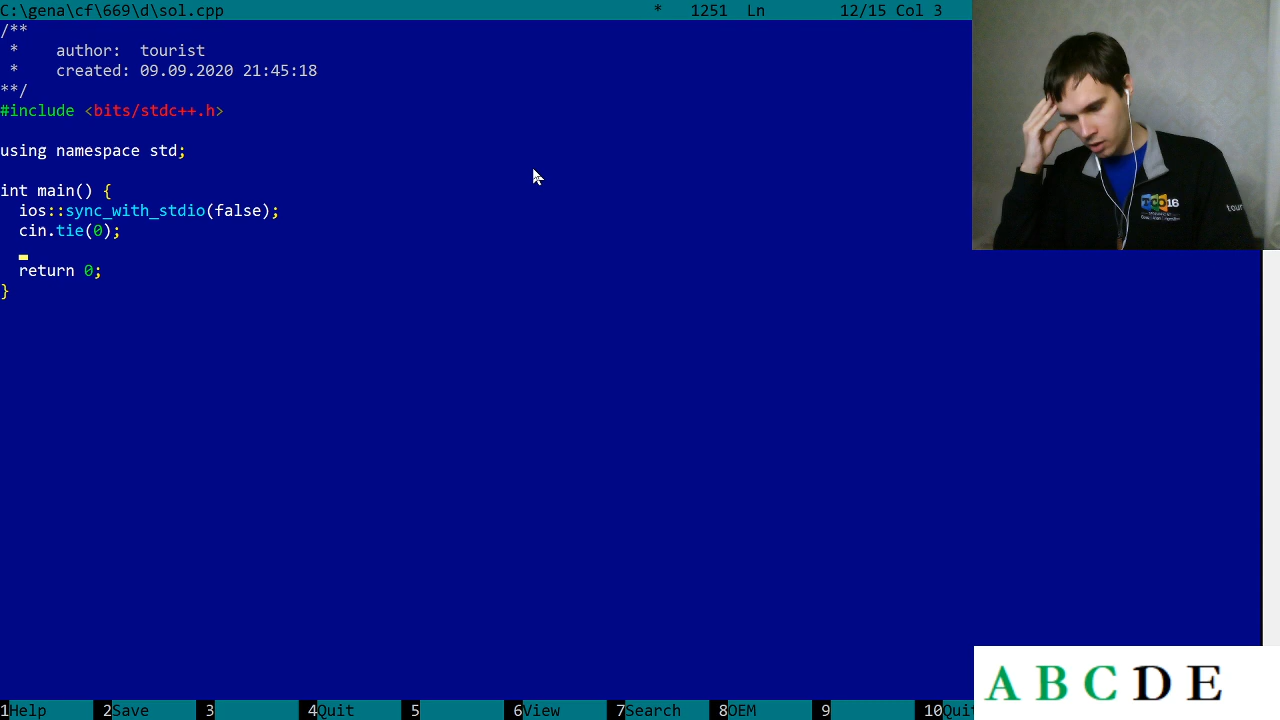 C:\gena\cf\669\d\sol.cpp * 1251 Ln 12/15 Col 3
/**
 *    author:  tourist
 *    created: 09.09.2020 21:45:18
**/
#include <bits/stdc++.h>
using namespace std;
int main() {
  ios::sync_with_stdio(false);
  cin.tie(0);
  return 0;
}
TCO16
tour
A B C D E
1Help 2Save 3 4Quit 5 6View 7Search 8OEM 9 10Quit